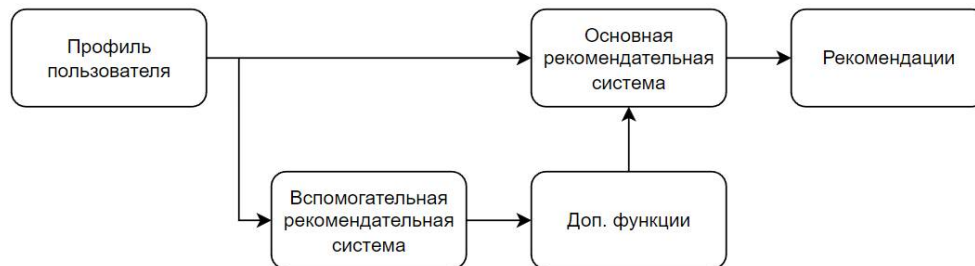 Профиль
пользователя
Основная
рекомендательная
система
Рекомендации
Вспомогательная
рекомендательная
система
Доп. функции